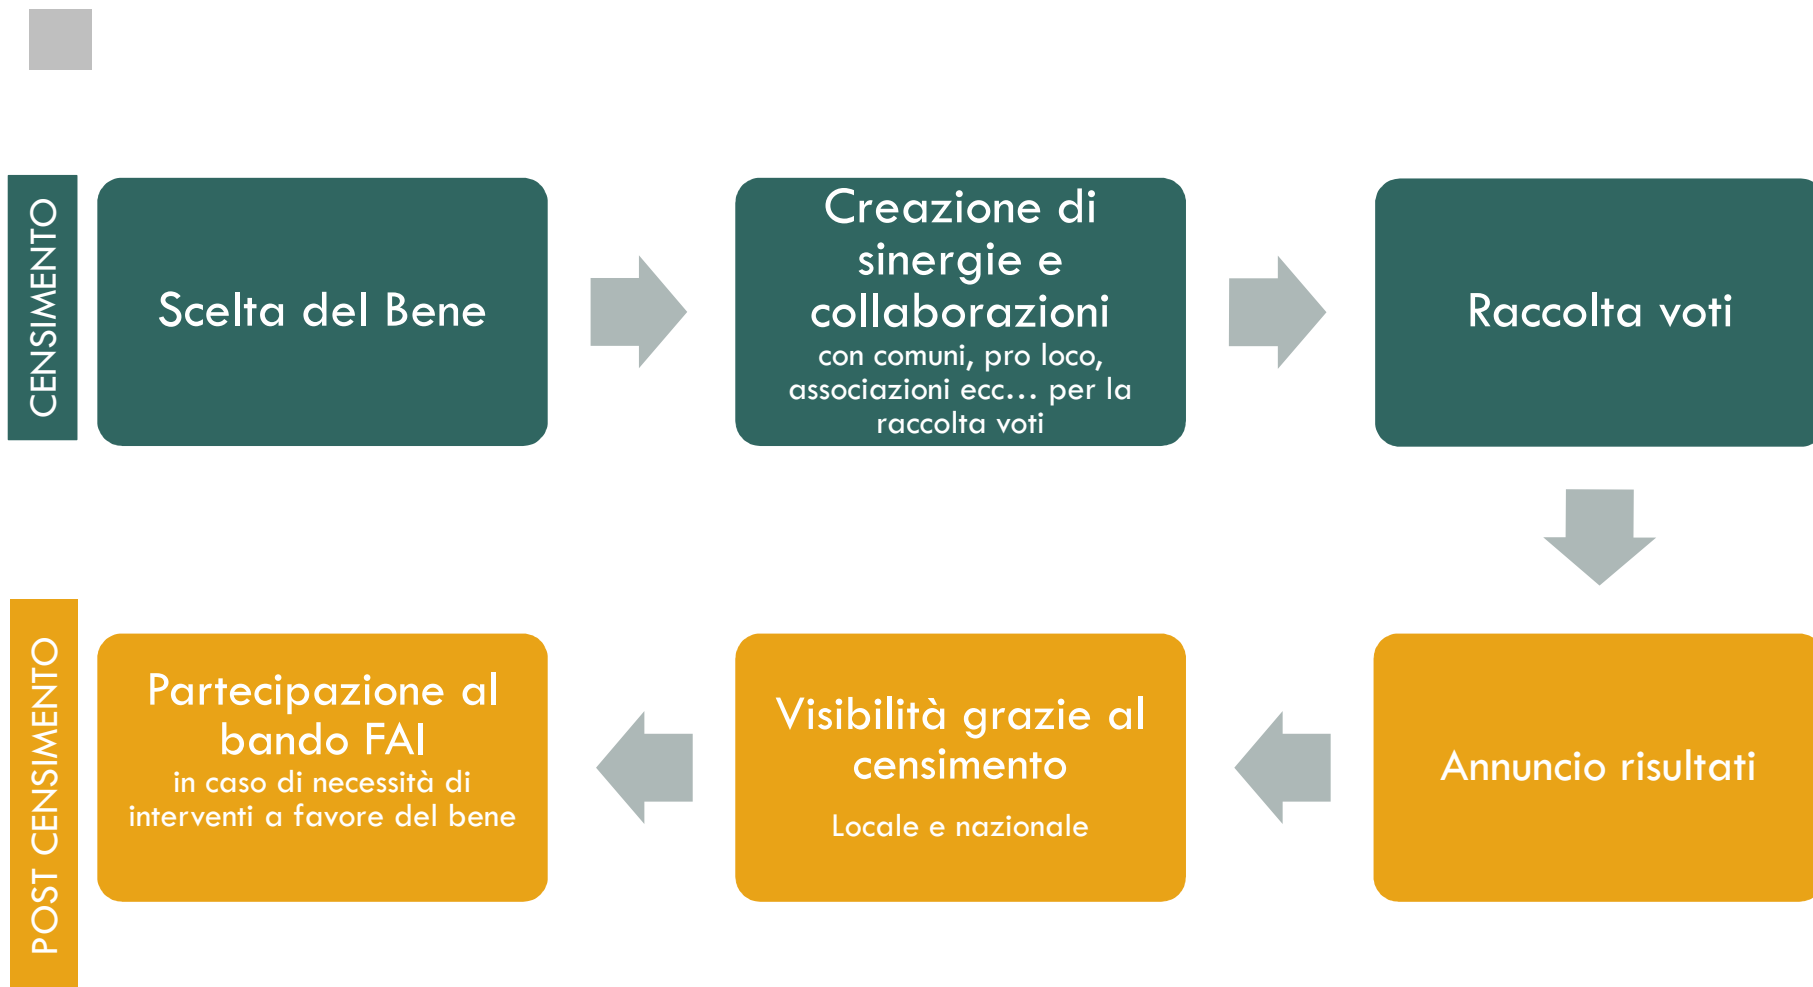 CENSIMENTO
Scelta del Bene
Creazione di
sinergie e
collaborazioni
con comuni, pro loco,
associazioni ecc... per la
raccolta voti
Raccolta voti
POST CENSIMENTO
Partecipazione al
bando FAI
in caso di necessità di
interventi a favore del bene
Visibilità grazie al
censimento
Locale e nazionale
Annuncio risultati